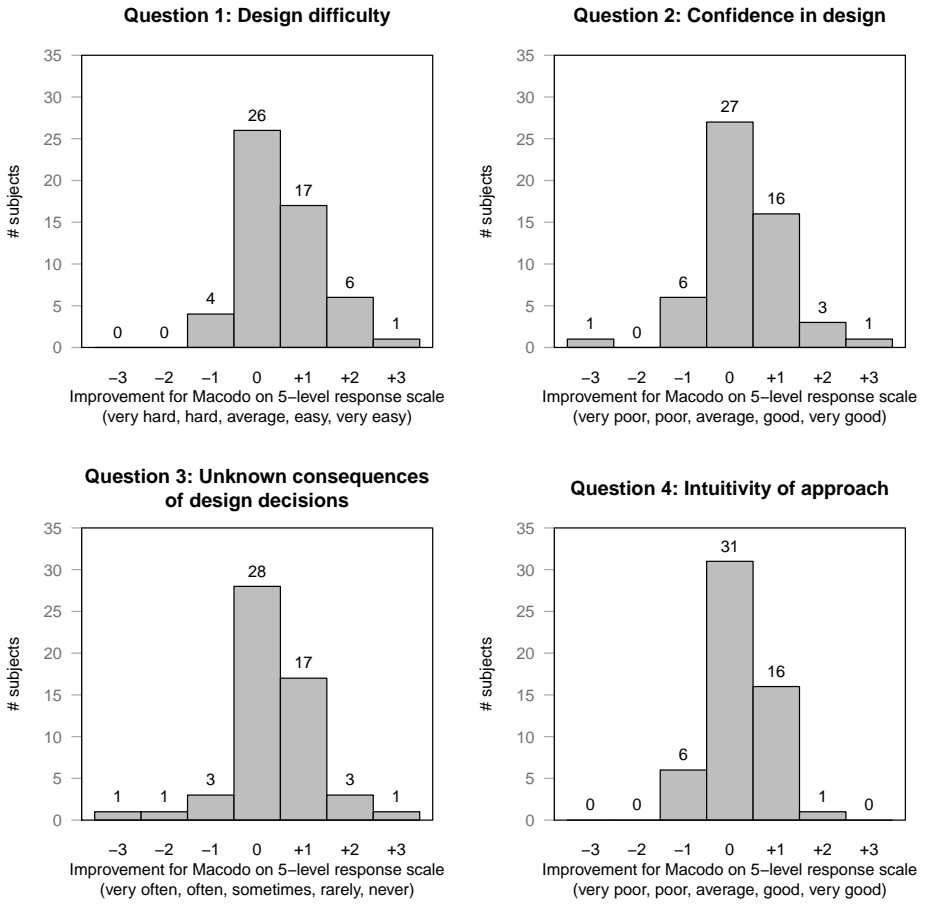 Question 1: Design difficulty
# subjects
35
30
25
20
15
10
5
0
0
0
4
26
17
6
1
−3 −2 −1 0 +1 +2 +3
Improvement for Macodo on 5−level response scale
(very hard, hard, average, easy, very easy)
Question 2: Confidence in design
# subjects
35
30
25
20
15
10
5
0
1
0
6
27
16
3
1
−3 −2 −1 0 +1 +2 +3
Improvement for Macodo on 5−level response scale
(very poor, poor, average, good, very good)
Question 3: Unknown consequences
of design decisions
# subjects
35
30
25
20
15
10
5
0
1
1
3
28
17
3
1
−3 −2 −1 0 +1 +2 +3
Improvement for Macodo on 5−level response scale
(very often, often, sometimes, rarely, never)
Question 4: Intuitivity of approach
# subjects
35
30
25
20
15
10
5
0
0
0
6
31
16
1
0
−3 −2 −1 0 +1 +2 +3
Improvement for Macodo on 5−level response scale
(very poor, poor, average, good, very good)